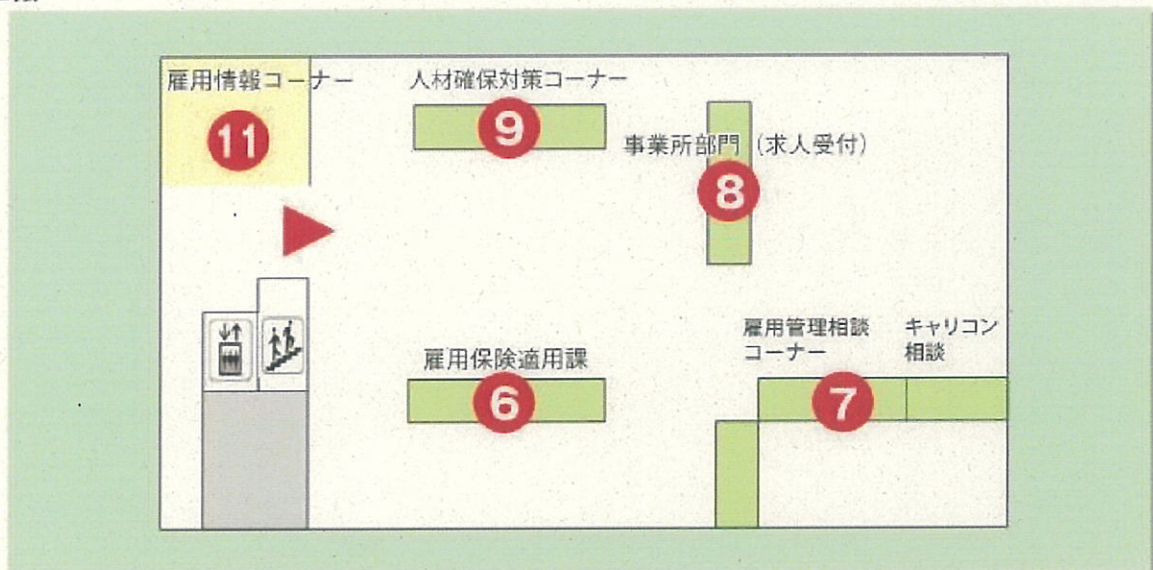 雇用情報コーナー
人材確保対策コーナー
11
9
事業所部門（求人受付）
8
雇用管理相談
コーナー
キャリコン
相談
雇用保険適用課
6
7